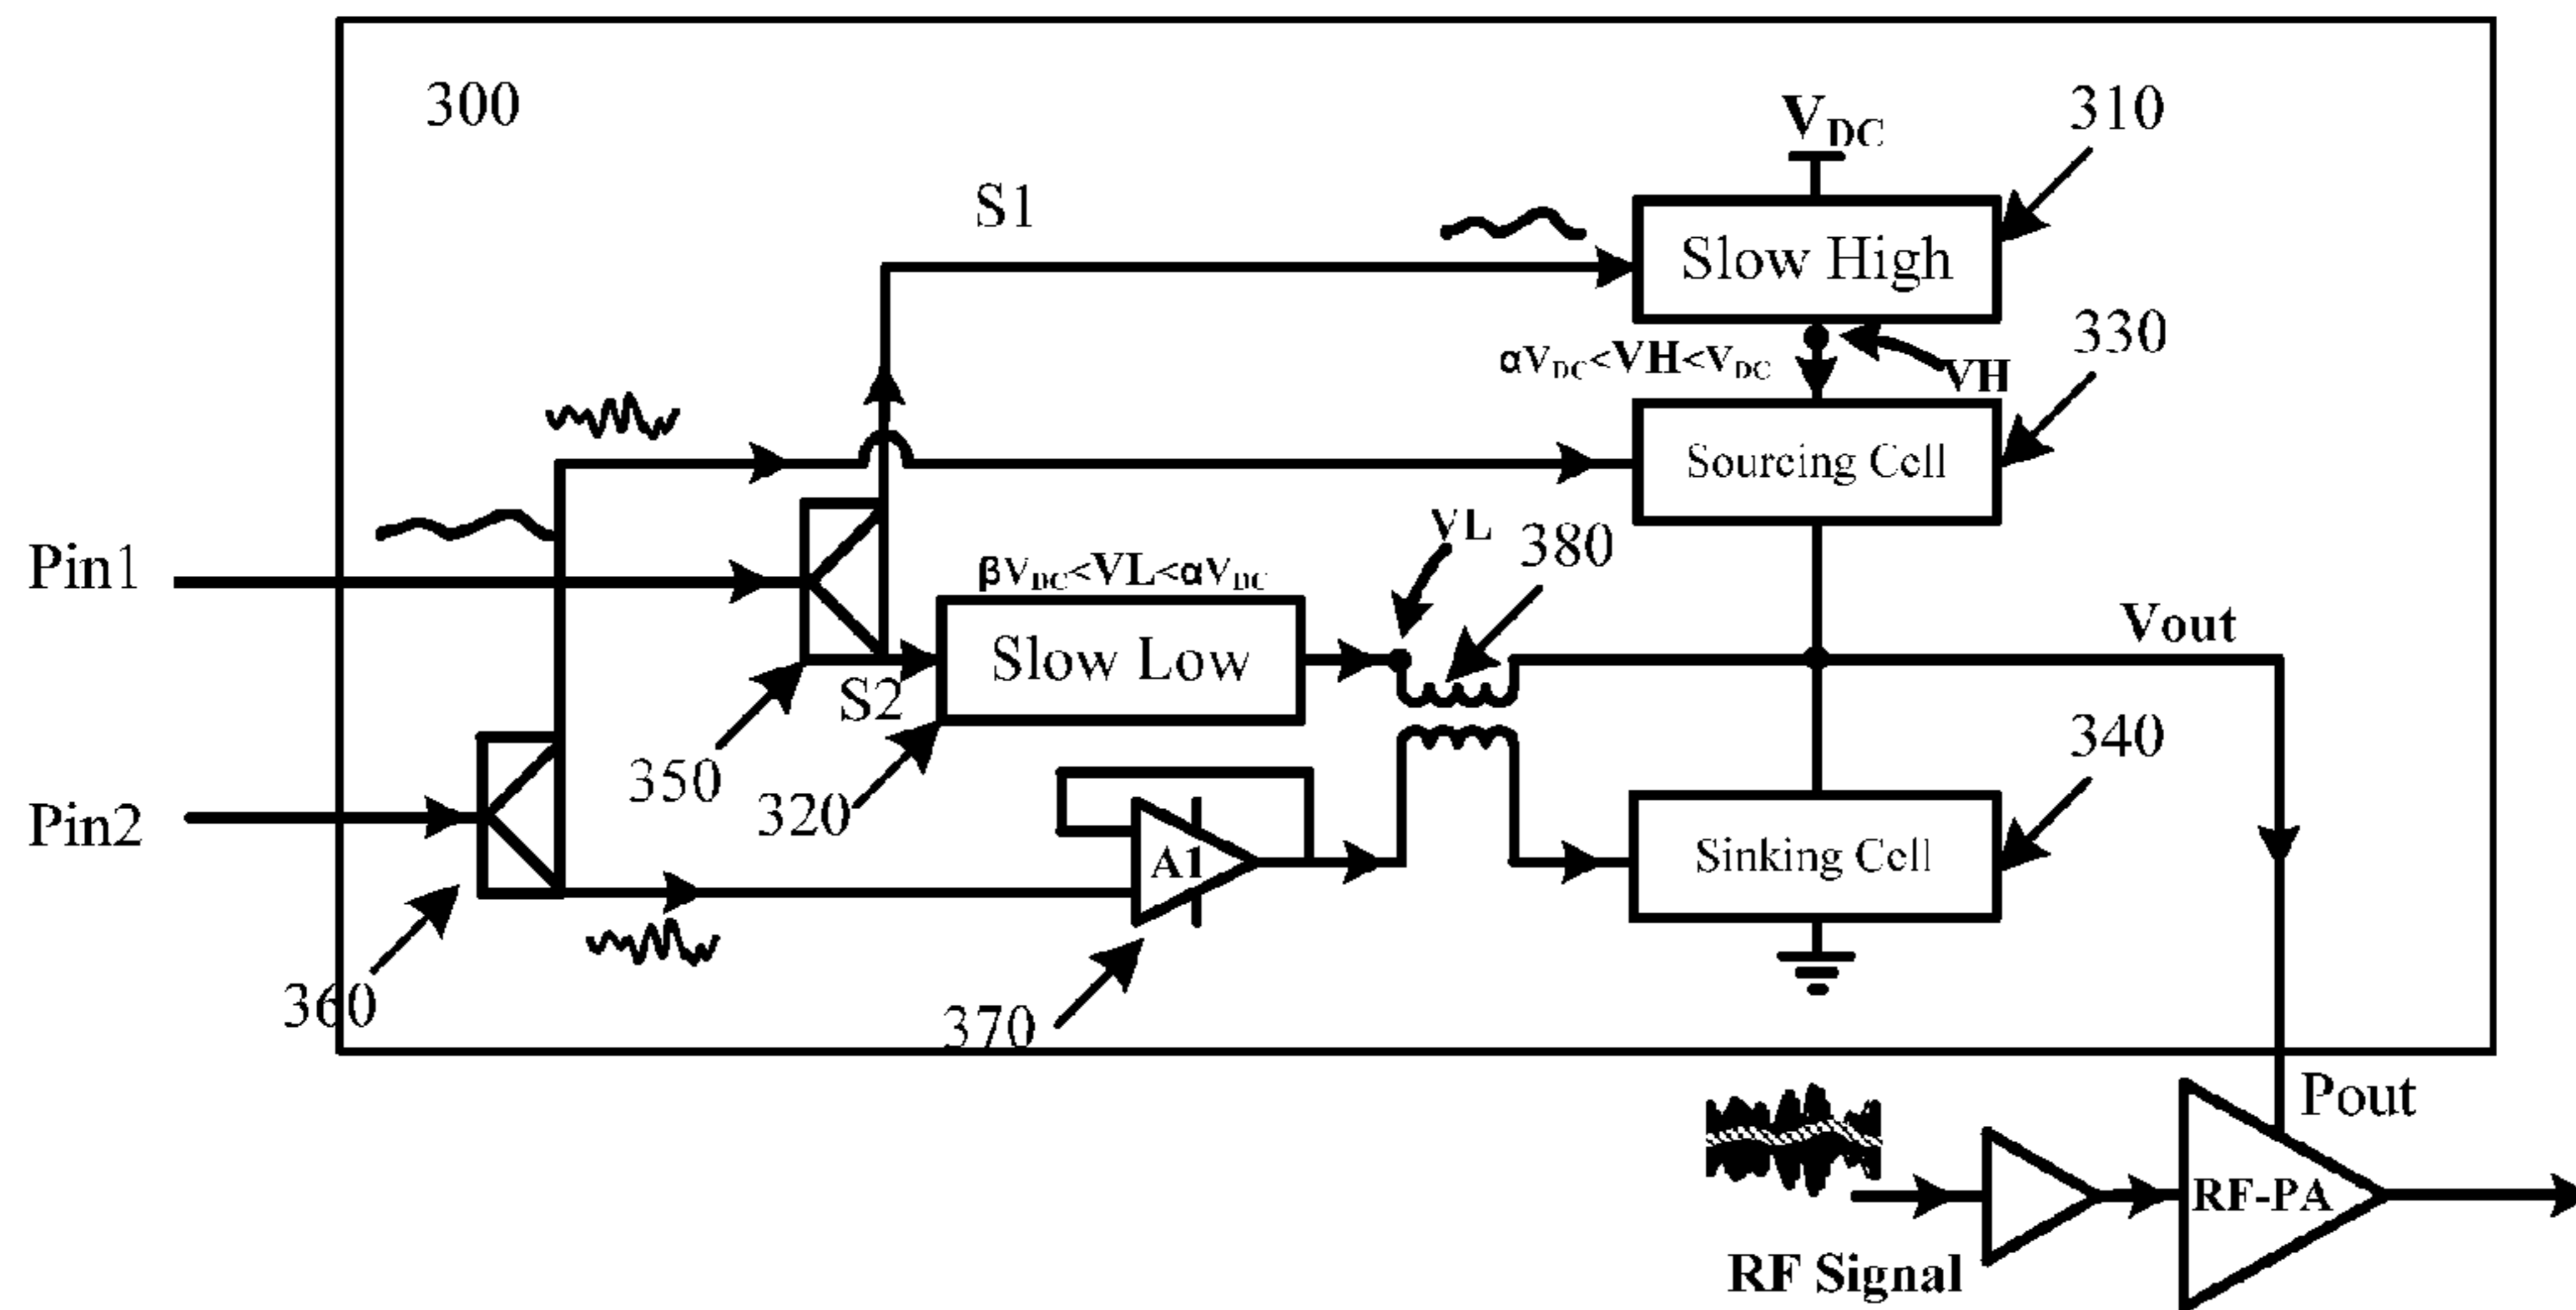 300
V_DC
310
S1
Slow High
330
αV_DC<VH<V_DC
VH
Sourcing Cell
VL
380
Pin1
βV_DC<VL<αV_DC
Vout
Slow Low
S2
340
350
320
Pin2
A1
Sinking Cell
360
370
Pout
RF-PA
RF Signal